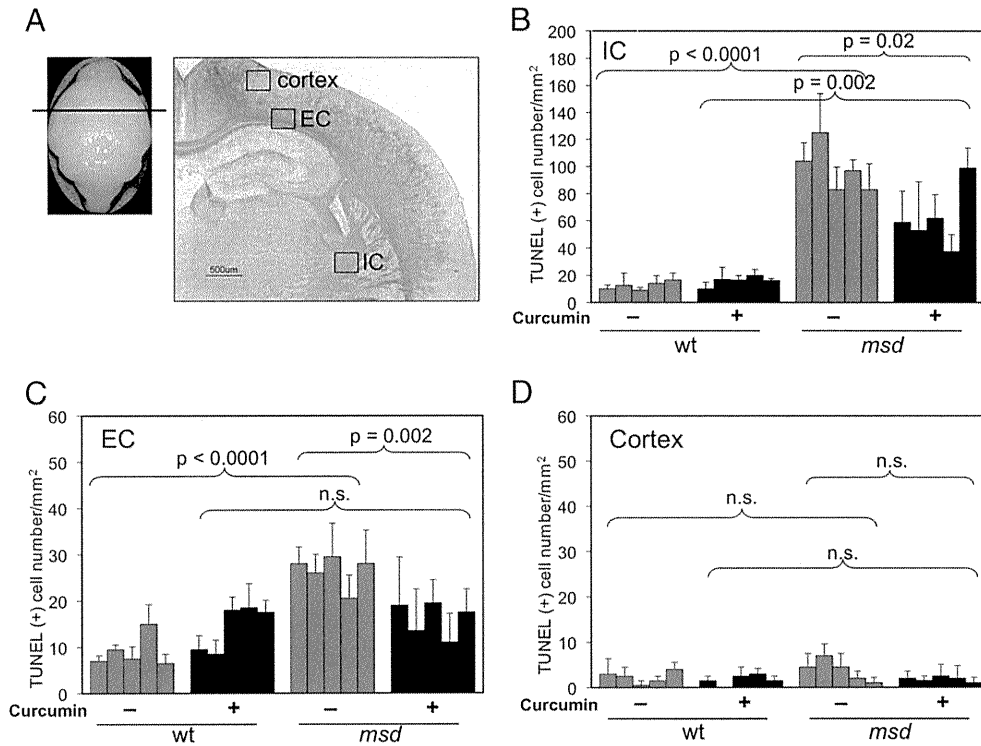 A
cortex
EC
IC
500um
B
IC
p < 0.0001
p = 0.02
p = 0.002
TUNEL (+) cell number/mm²
200
180
160
140
120
100
80
60
40
20
0
Curcumin − + − +
wt msd
C
EC
p < 0.0001
p = 0.002
n.s.
TUNEL (+) cell number/mm²
60
50
40
30
20
10
0
Curcumin − + − +
wt msd
D
Cortex
n.s.
n.s.
n.s.
TUNEL (+) cell number/mm²
60
50
40
30
20
10
0
Curcumin − + − +
wt msd